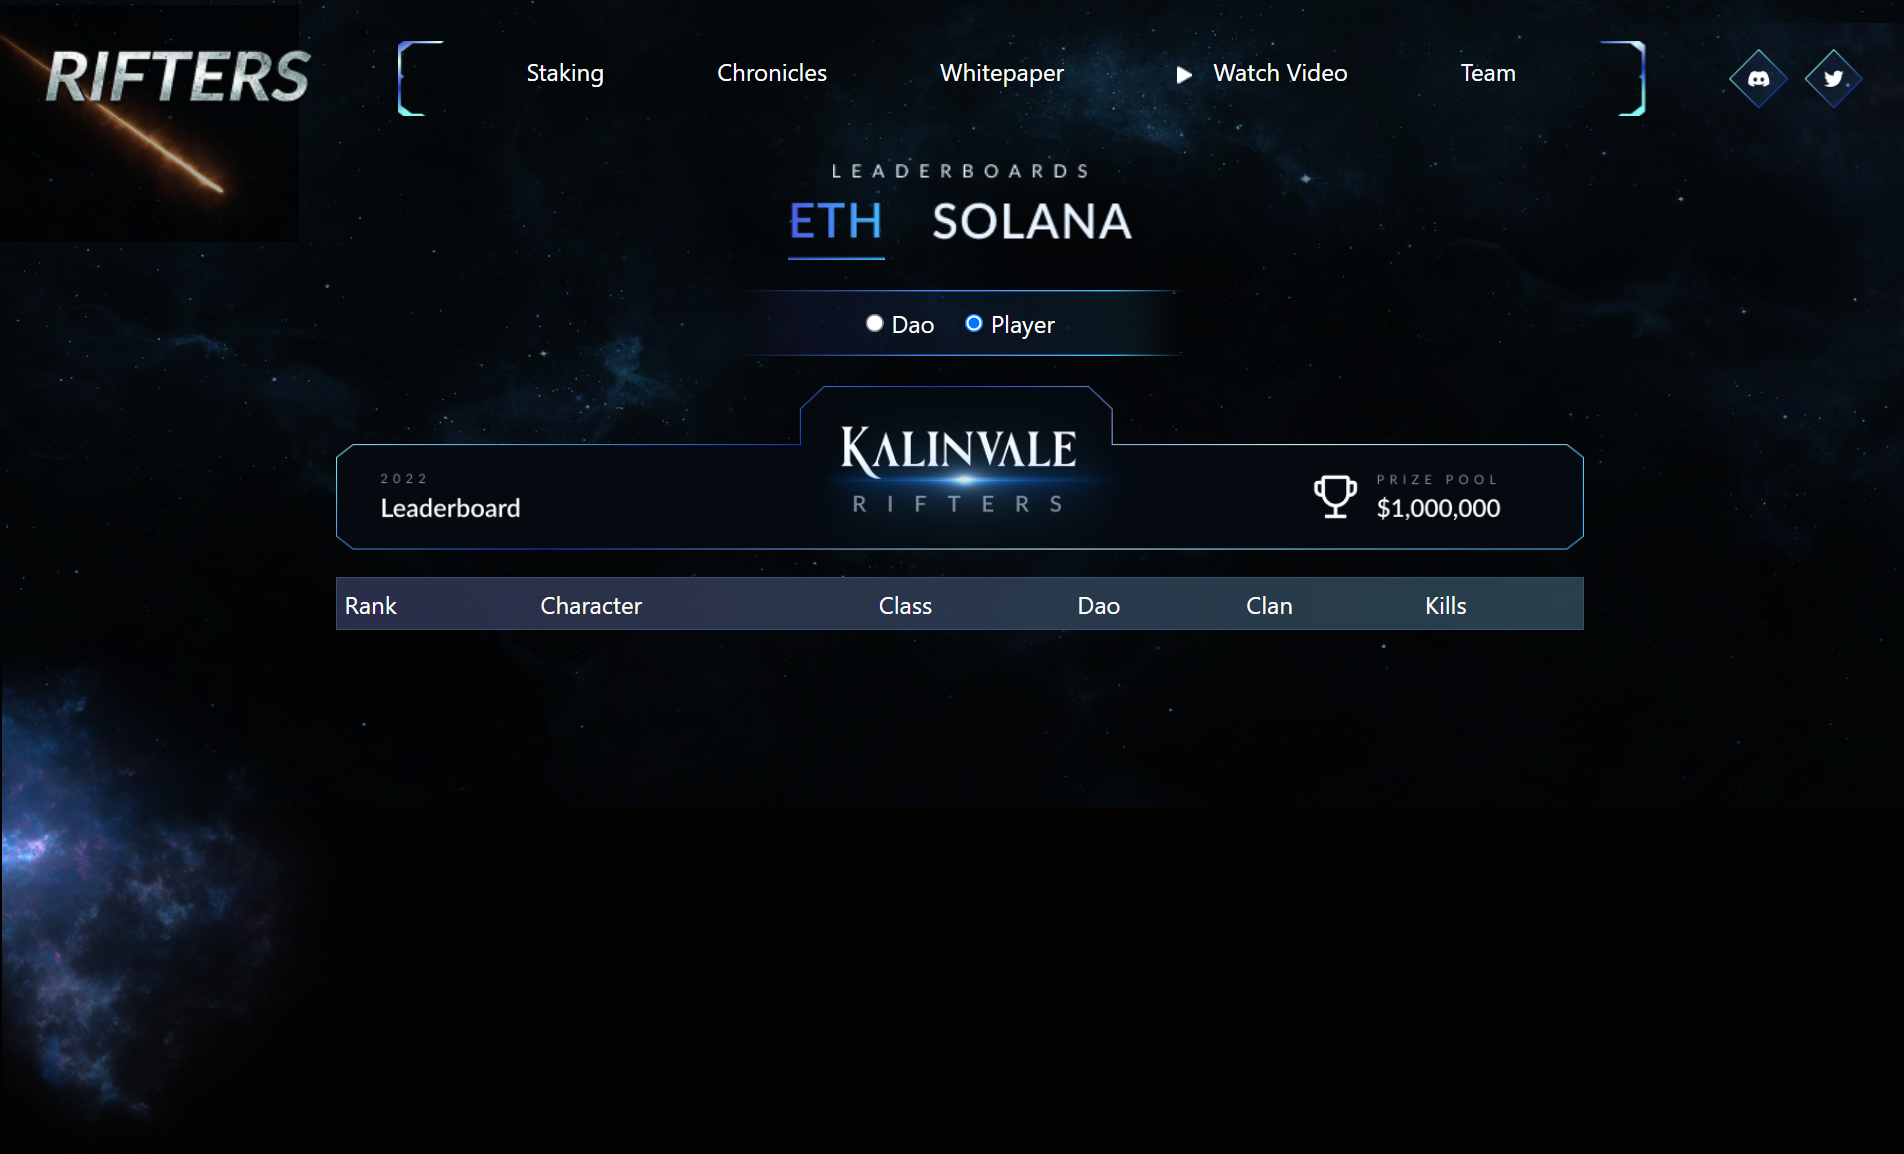 RIFTERS
Staking
Chronicles
Whitepaper
Watch Video
Team
LEADERBOARDS
ETH
SOLANA
Dao
Player
KALINVALE
RIFTERS
2022
Leaderboard
PRIZE POOL
$1,000,000
Rank
Character
Class
Dao
Clan
Kills